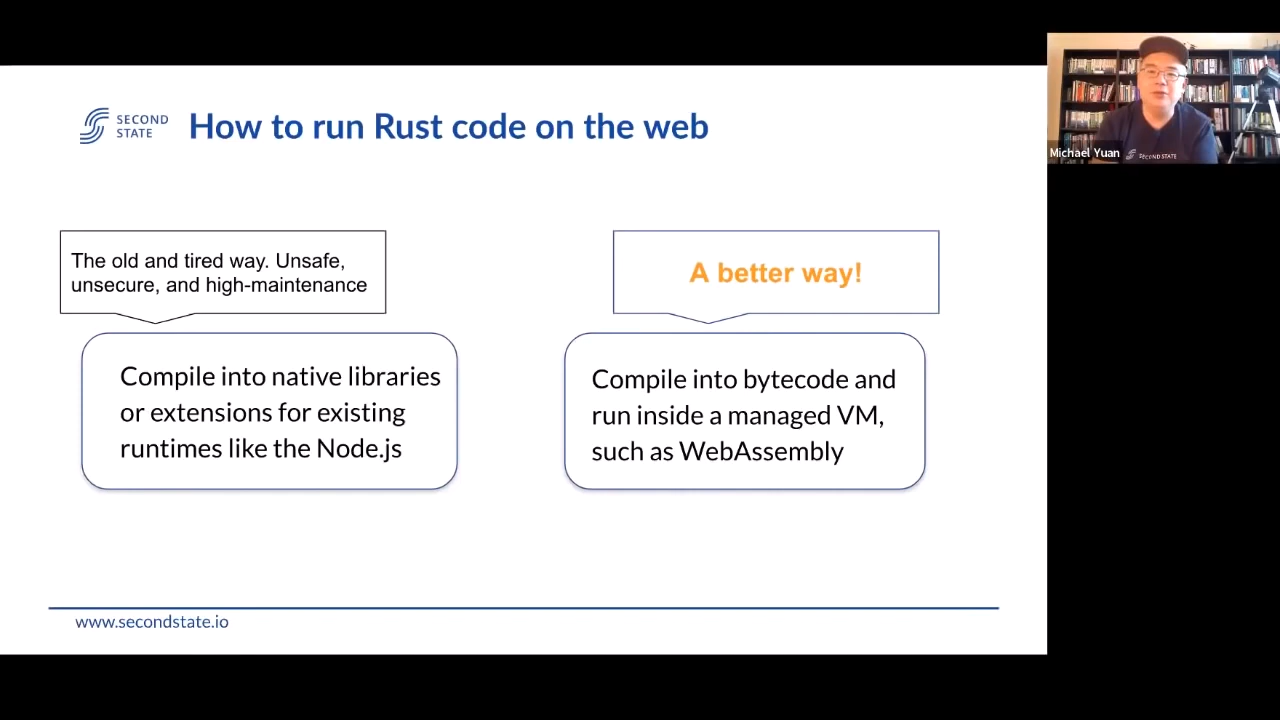 SECOND
STATE
How to run Rust code on the web
The old and tired way. Unsafe,
unsecure, and high-maintenance
A better way!
Compile into native libraries
or extensions for existing
runtimes like the Node.js
Compile into bytecode and
run inside a managed VM,
such as WebAssembly
www.secondstate.io
Michael Yuan
SECOND STATE